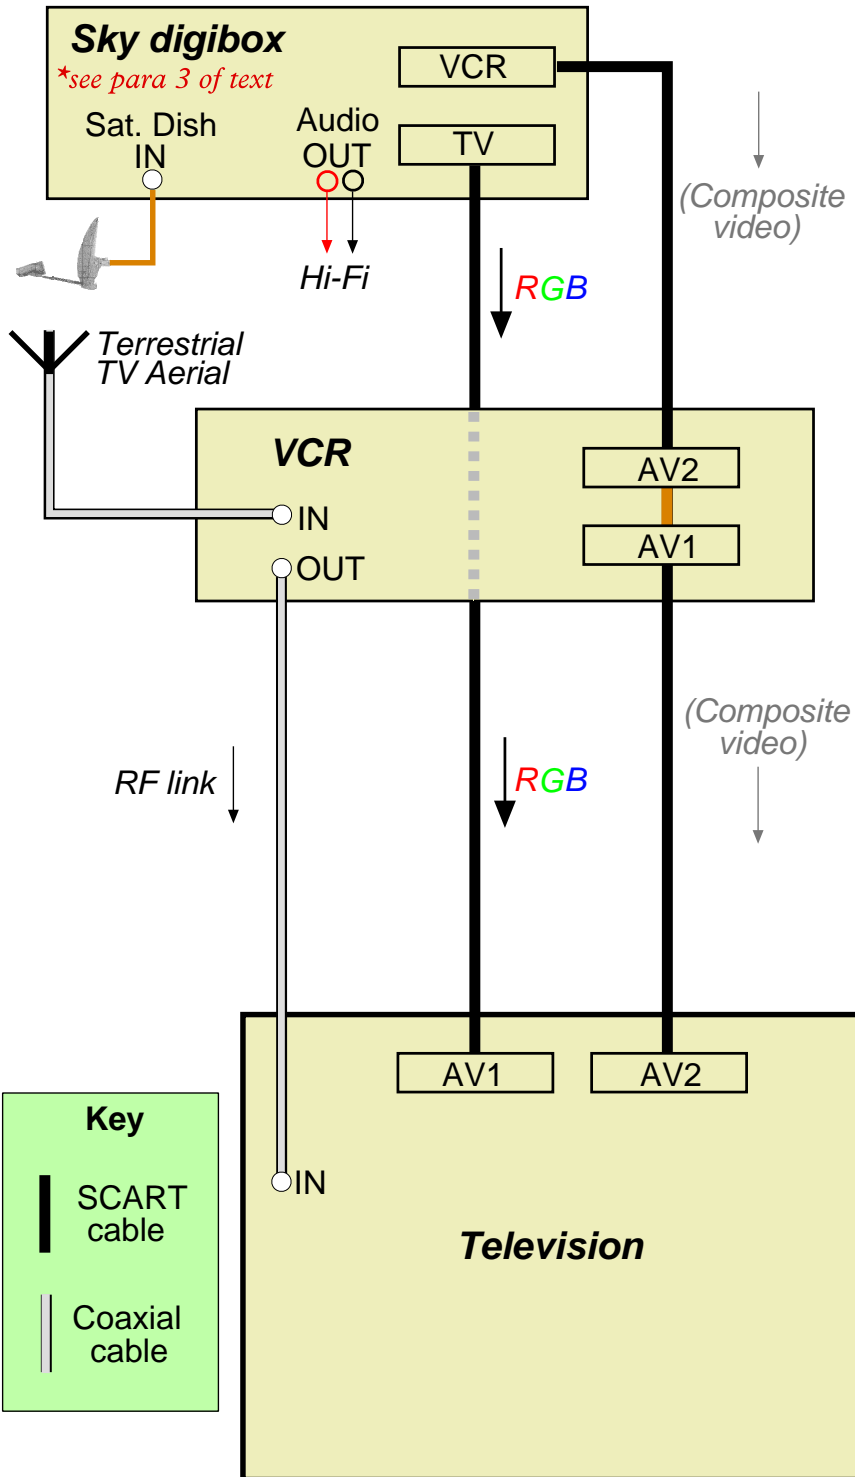 Sky digibox
*see para 3 of text
VCR
Sat. Dish
IN
Audio
OUT
TV
(Composite
video)
Hi-Fi
RGB
Terrestrial
TV Aerial
VCR
AV2
IN
AV1
OUT
(Composite
video)
RF link
RGB
AV1
AV2
Key
SCART
cable
IN
Television
Coaxial
cable